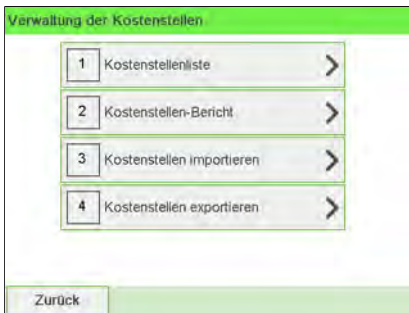 Verwaltung der Kostenstellen
1 Kostenstellenliste
2 Kostenstellen-Bericht
3 Kostenstellen importieren
4 Kostenstellen exportieren
Zurück